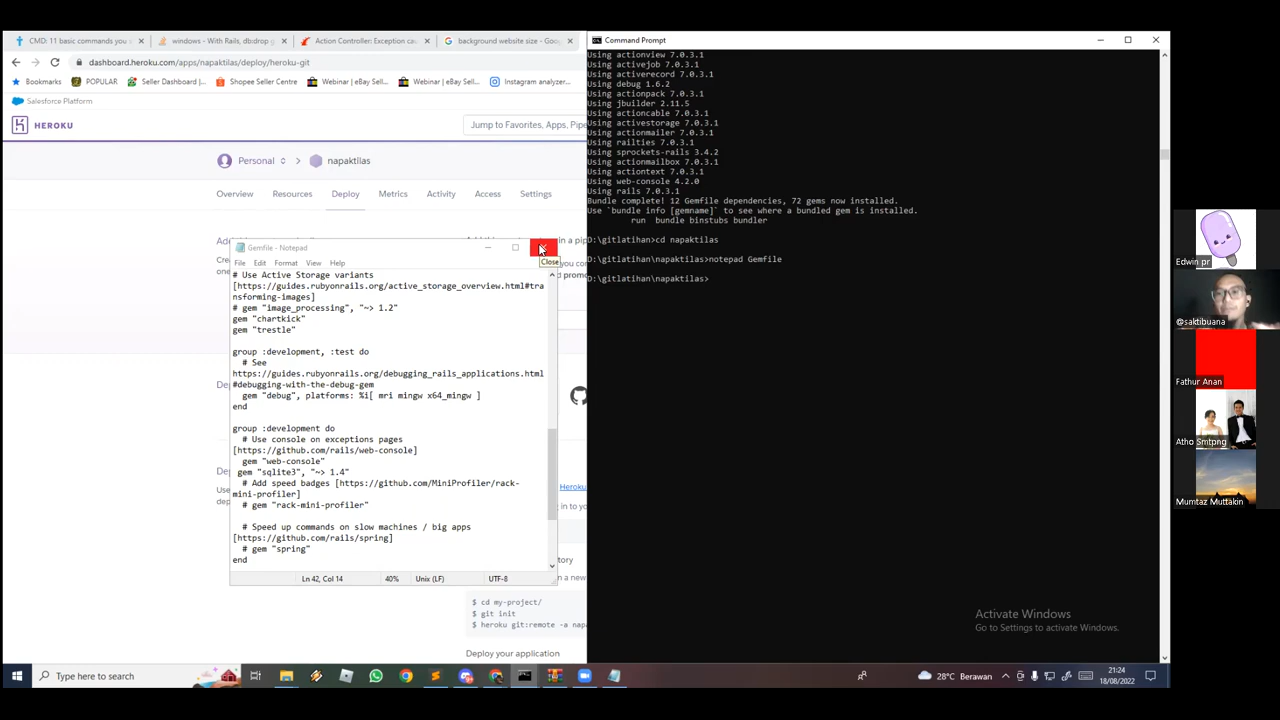 CMD: 11 basic commands you s
windows - With Rails, db:drop g
Action Controller: Exception cau
background website size - Goog
dashboard.heroku.com/apps/napaktilas/deploy/heroku-git
Bookmarks
POPULAR
Seller Dashboard |...
Shopee Seller Centre
Webinar | eBay Sell...
Webinar | eBay Sell...
Instagram analyzer...
Salesforce Platform
HEROKU
Jump to Favorites, Apps, Pipe
Personal
napaktilas
Overview
Resources
Deploy
Metrics
Activity
Access
Settings
Gemfile - Notepad
Close
File
Edit
Format
View
Help
# Use Active Storage variants
[https://guides.rubyonrails.org/active_storage_overview.html#tra
nsforming-images]
# gem "image_processing", "~> 1.2"
gem "chartkick"
gem "trestle"
group :development, :test do
# See
https://guides.rubyonrails.org/debugging_rails_applications.html
#debugging-with-the-debug-gem
gem "debug", platforms: %i[ mri mingw x64_mingw ]
end
group :development do
# Use console on exceptions pages
[https://github.com/rails/web-console]
gem "web-console"
gem "sqlite3", "~> 1.4"
# Add speed badges [https://github.com/MiniProfiler/rack-
mini-profiler]
# gem "rack-mini-profiler"
# Speed up commands on slow machines / big apps
[https://github.com/rails/spring]
# gem "spring"
end
Ln 42, Col 14
40%
Unix (LF)
UTF-8
Heroku
$ cd my-project/
$ git init
$ heroku git:remote -a napa
Deploy your application
Command Prompt
Using actionview 7.0.3.1
Using activejob 7.0.3.1
Using activerecord 7.0.3.1
Using debug 1.6.2
Using actionpack 7.0.3.1
Using jbuilder 2.11.5
Using actioncable 7.0.3.1
Using activestorage 7.0.3.1
Using actionmailer 7.0.3.1
Using railties 7.0.3.1
Using sprockets-rails 3.4.2
Using actionmailbox 7.0.3.1
Using actiontext 7.0.3.1
Using web-console 4.2.0
Using rails 7.0.3.1
Bundle complete! 12 Gemfile dependencies, 72 gems now installed.
Use `bundle info [gemname]` to see where a bundled gem is installed.
run  bundle binstubs bundler
D:\gitlatihan>cd napaktilas
D:\gitlatihan\napaktilas>notepad Gemfile
D:\gitlatihan\napaktilas>
Activate Windows
Go to Settings to activate Windows.
Edwin pr
@saktibuana
Fathur Anan
Atho Smtpng
Mumtaz Muttakin
Type here to search
28°C Berawan
21:24
18/08/2022